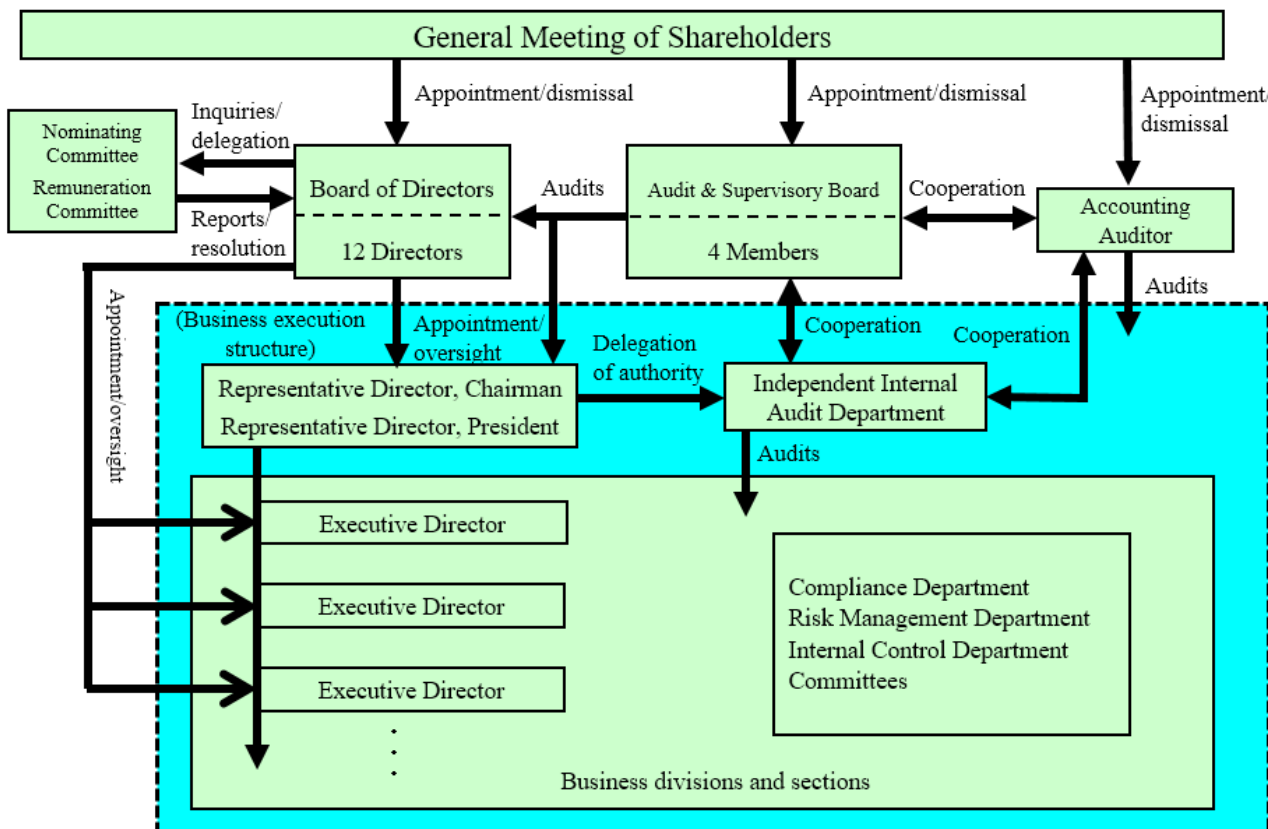 General Meeting of Shareholders
Appointment/dismissal
Appointment/dismissal
Appointment/
dismissal
Nominating
Committee
Remuneration
Committee
Inquiries/
delegation
Reports/
resolution
Board of Directors
12 Directors
Audits
Audit & Supervisory Board
4 Members
Cooperation
Accounting
Auditor
Audits
Appointment/oversight
(Business execution
structure)
Appointment/
oversight
Cooperation
Cooperation
Delegation
of authority
Representative Director, Chairman
Representative Director, President
Independent Internal
Audit Department
Audits
Executive Director
Executive Director
Executive Director
Compliance Department
Risk Management Department
Internal Control Department
Committees
Business divisions and sections